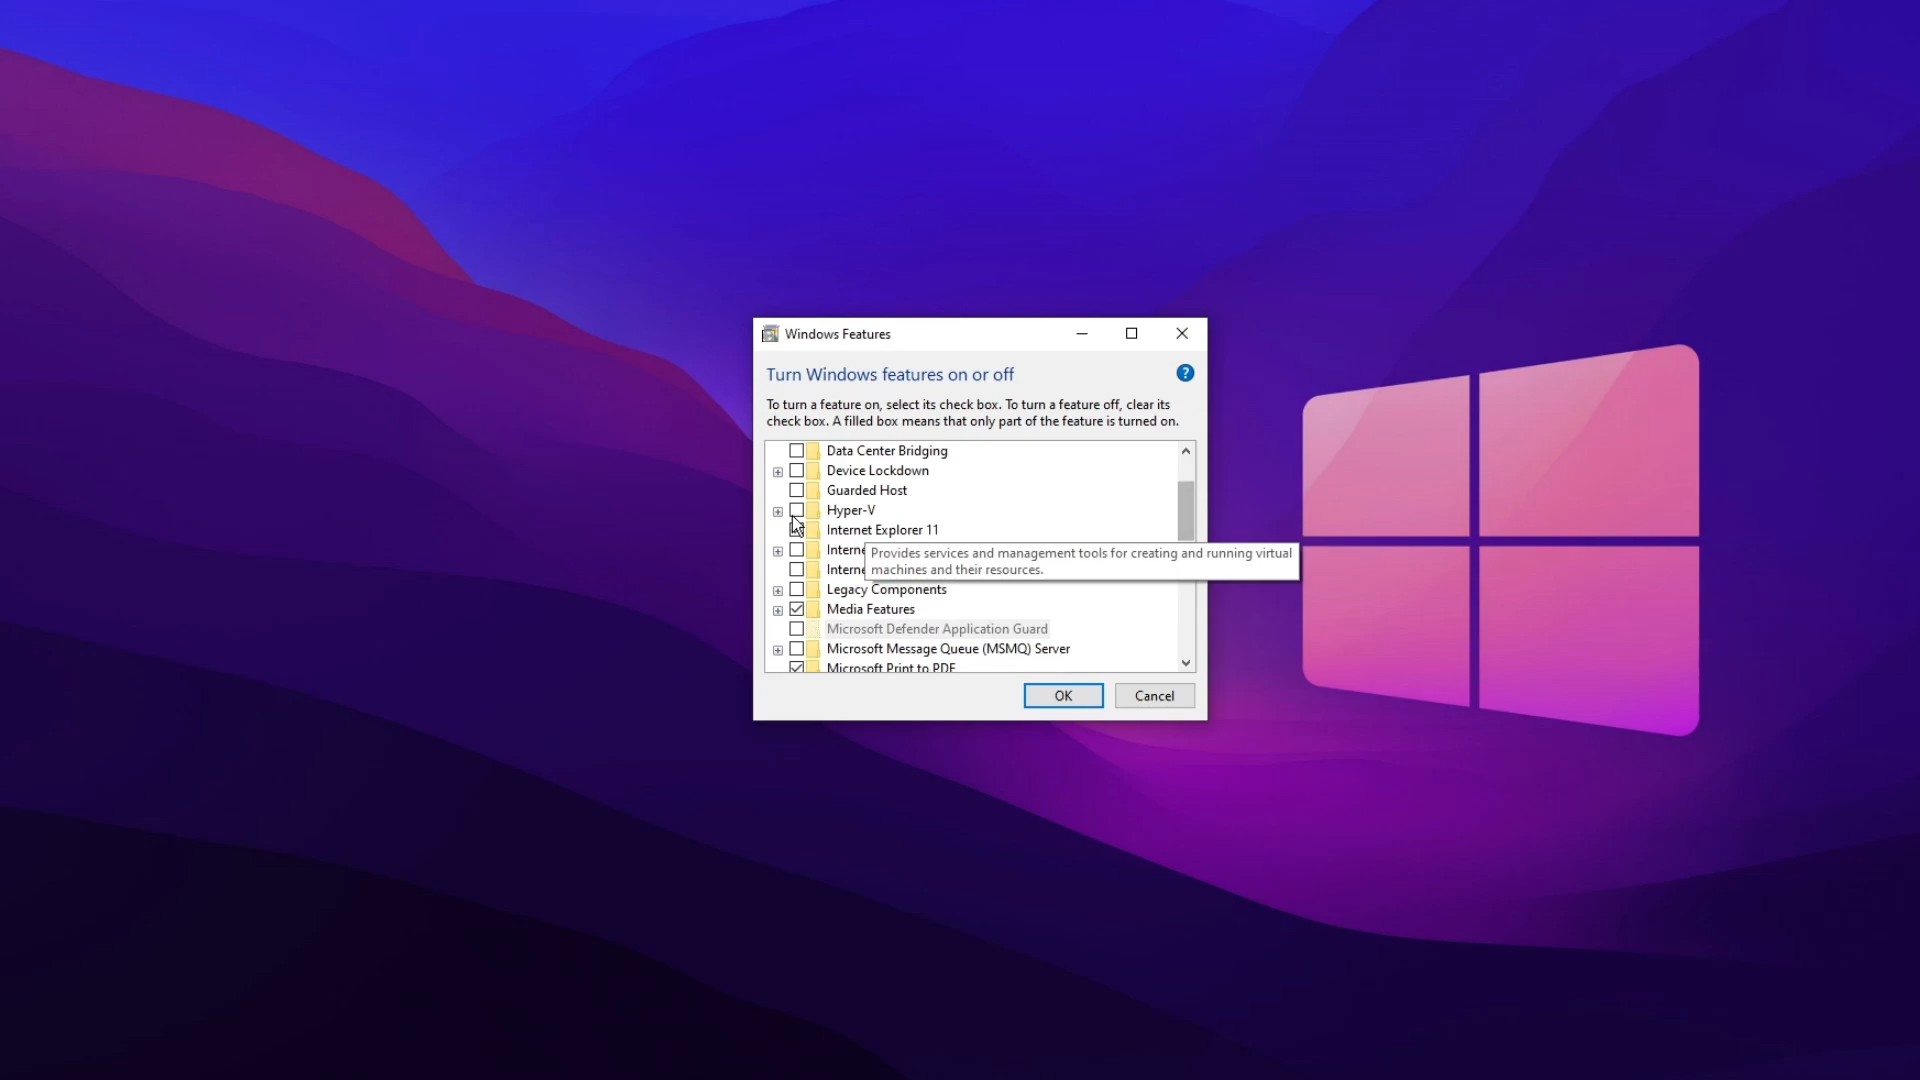 Windows Features
Turn Windows features on or off
?
To turn a feature on, select its check box. To turn a feature off, clear its
check box. A filled box means that only part of the feature is turned on.
Data Center Bridging
Device Lockdown
Guarded Host
Hyper-V
Internet Explorer 11
Interne
Provides services and management tools for creating and running virtual
machines and their resources.
Interne
Legacy Components
Media Features
Microsoft Defender Application Guard
Microsoft Message Queue (MSMQ) Server
Microsoft Print to PDF
OK
Cancel